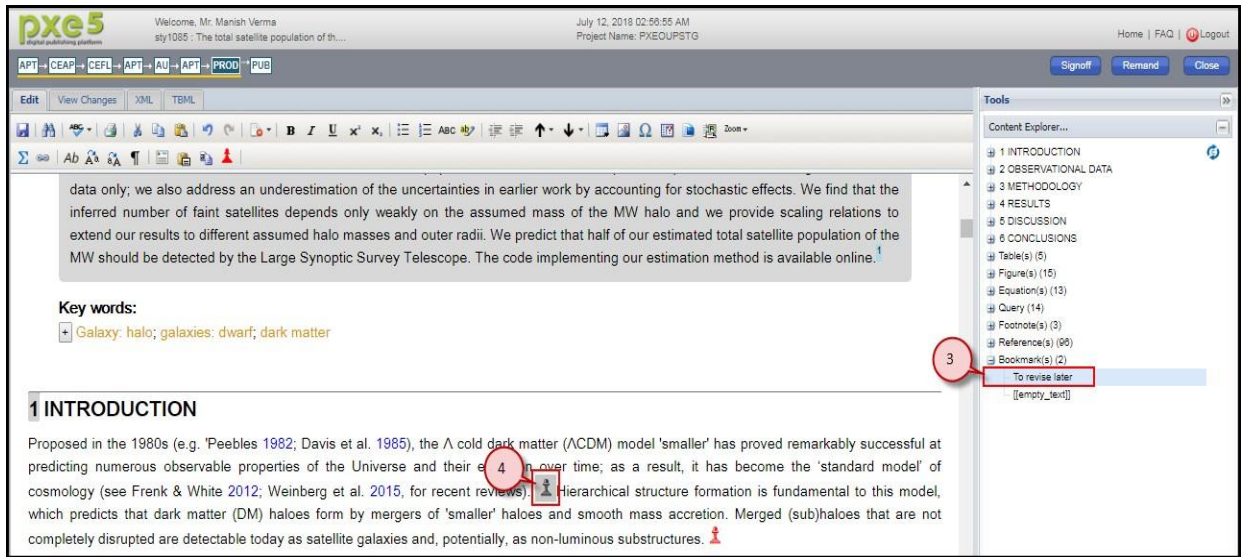 pxe5
digital publishing platform
Welcome, Mr. Manish Verma
sty1085 : The total satellite population of th....
July 12, 2018 02:56:55 AM
Project Name: PXEOUPSTG
Home | FAQ | Logout
APT → CEAP → CEFL → APT → AU → APT → PROD → PUB
Signoff Remand Close
Edit View Changes XML TBML
Tools
B I U x² x, ABC Ω Zoom
Σ Ab ¶
Content Explorer...
1 INTRODUCTION
2 OBSERVATIONAL DATA
3 METHODOLOGY
4 RESULTS
5 DISCUSSION
6 CONCLUSIONS
Table(s) (5)
Figure(s) (15)
Equation(s) (13)
Query (14)
Footnote(s) (3)
Reference(s) (96)
Bookmark(s) (2)
3
To revise later
[[empty_text]]
data only; we also address an underestimation of the uncertainties in earlier work by accounting for stochastic effects. We find that the
inferred number of faint satellites depends only weakly on the assumed mass of the MW halo and we provide scaling relations to
extend our results to different assumed halo masses and outer radii. We predict that half of our estimated total satellite population of the
MW should be detected by the Large Synoptic Survey Telescope. The code implementing our estimation method is available online.1
Key words:
+ Galaxy: halo; galaxies: dwarf; dark matter
1 INTRODUCTION
Proposed in the 1980s (e.g. 'Peebles 1982; Davis et al. 1985), the Λ cold dark matter (ΛCDM) model 'smaller' has proved remarkably successful at
predicting numerous observable properties of the Universe and their over time; as a result, it has become the 'standard model' of
4
cosmology (see Frenk & White 2012; Weinberg et al. 2015, for recent reviews). Hierarchical structure formation is fundamental to this model,
which predicts that dark matter (DM) haloes form by mergers of 'smaller' haloes and smooth mass accretion. Merged (sub)haloes that are not
completely disrupted are detectable today as satellite galaxies and, potentially, as non-luminous substructures.